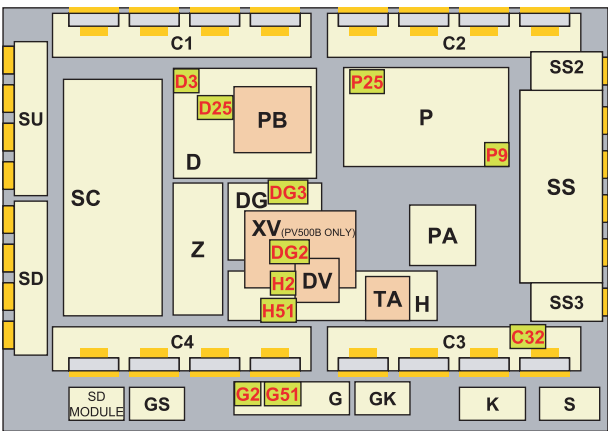 C1
C2
SS2
SU
D3
D25
PB
D
P25
P
P9
SC
SS
DG
DG3
XV (PV500B ONLY)
DG2
Z
PA
DV
H2
H51
TA
H
SD
SS3
C4
C3
C32
SD
MODULE
GS
G2
G51
G
GK
K
S